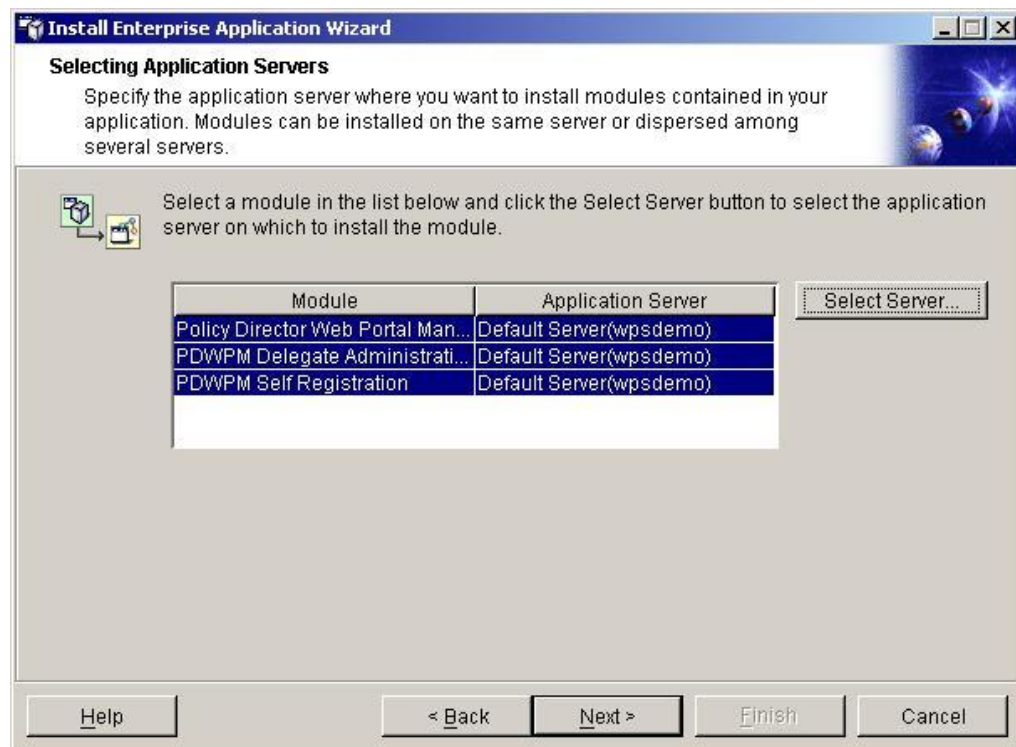 Install Enterprise Application Wizard
Selecting Application Servers
Specify the application server where you want to install modules contained in your
application. Modules can be installed on the same server or dispersed among
several servers.
Select a module in the list below and click the Select Server button to select the application
server on which to install the module.
Module Application Server
Select Server...
Policy Director Web Portal Man... Default Server(wpsdemo)
PDWPM Delegate Administrati... Default Server(wpsdemo)
PDWPM Self Registration Default Server(wpsdemo)
Help < Back Next > Finish Cancel